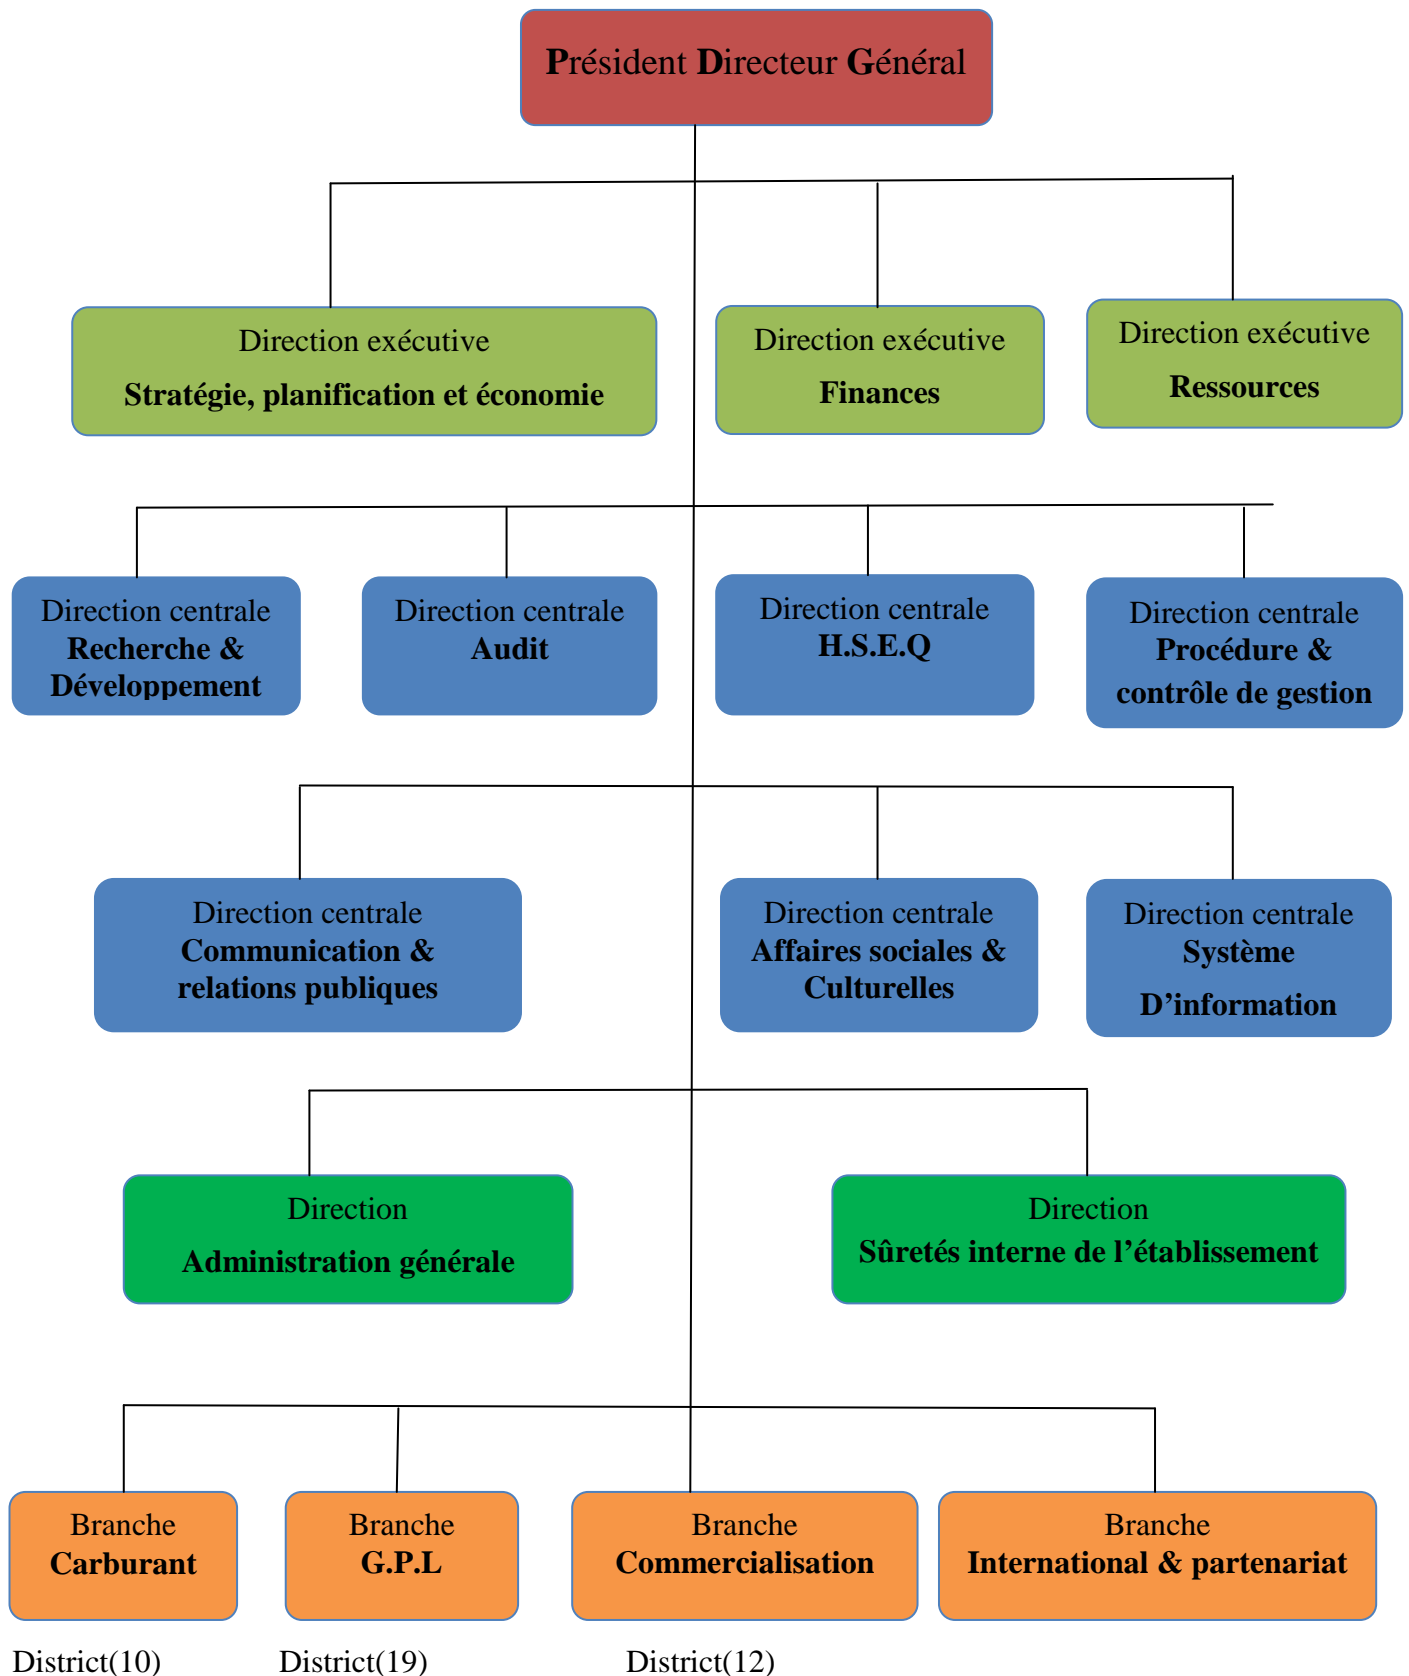 Président Directeur Général
Direction exécutive
Stratégie, planification et économie
Direction exécutive
Finances
Direction exécutive
Ressources
Direction centrale
Recherche &
Développement
Direction centrale
Audit
Direction centrale
H.S.E.Q
Direction centrale
Procédure &
contrôle de gestion
Direction centrale
Communication &
relations publiques
Direction centrale
Affaires sociales &
Culturelles
Direction centrale
Système
D’information
Direction
Administration générale
Direction
Sûretés interne de l’établissement
Branche
Carburant
Branche
G.P.L
Branche
Commercialisation
Branche
International & partenariat
District(10)
District(19)
District(12)